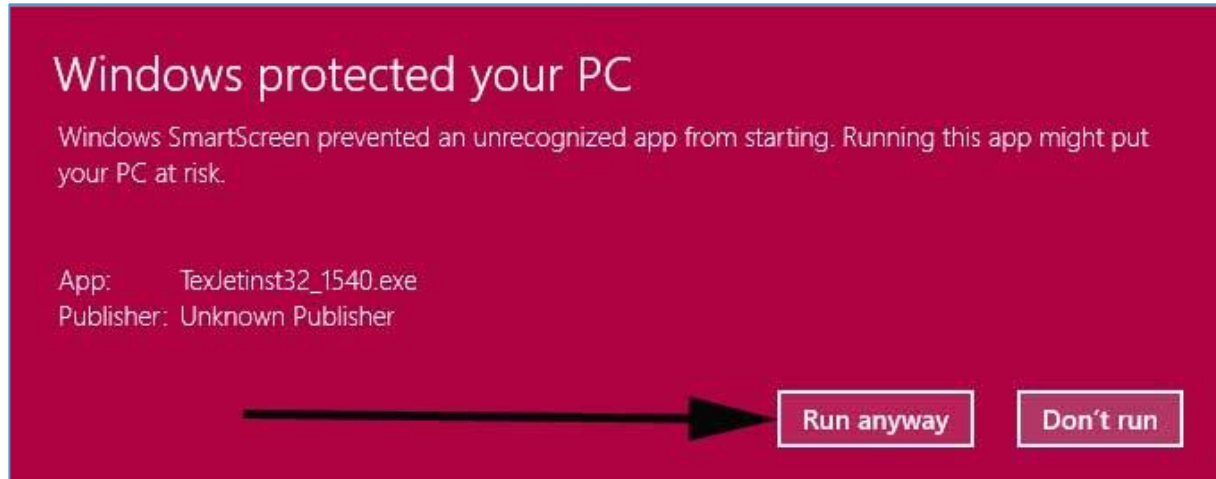 Windows protected your PC
Windows SmartScreen prevented an unrecognized app from starting. Running this app might put
your PC at risk.
App: TexJetinst32_1540.exe
Publisher: Unknown Publisher
Run anyway Don't run